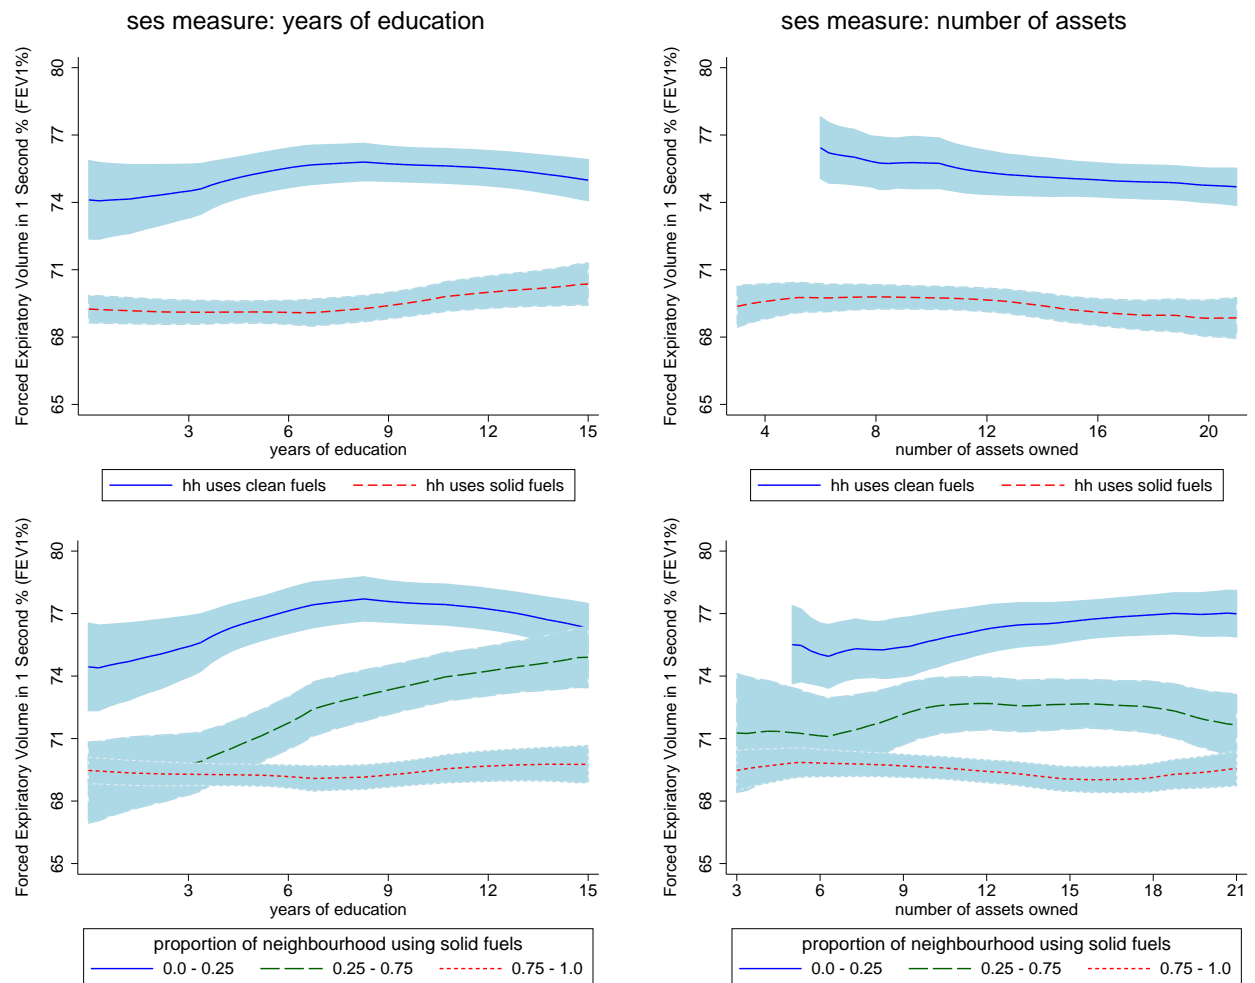 ses measure: years of education
Forced Expiratory Volume in 1 Second % (FEV1%)
80
77
74
71
68
65
3 6 9 12 15
years of education
hh uses clean fuels hh uses solid fuels
ses measure: number of assets
Forced Expiratory Volume in 1 Second % (FEV1%)
80
77
74
71
68
65
4 8 12 16 20
number of assets owned
hh uses clean fuels hh uses solid fuels
Forced Expiratory Volume in 1 Second % (FEV1%)
80
77
74
71
68
65
3 6 9 12 15
years of education
proportion of neighbourhood using solid fuels
0.0 - 0.25 0.25 - 0.75 0.75 - 1.0
Forced Expiratory Volume in 1 Second % (FEV1%)
80
77
74
71
68
65
3 6 9 12 15 18 21
number of assets owned
proportion of neighbourhood using solid fuels
0.0 - 0.25 0.25 - 0.75 0.75 - 1.0